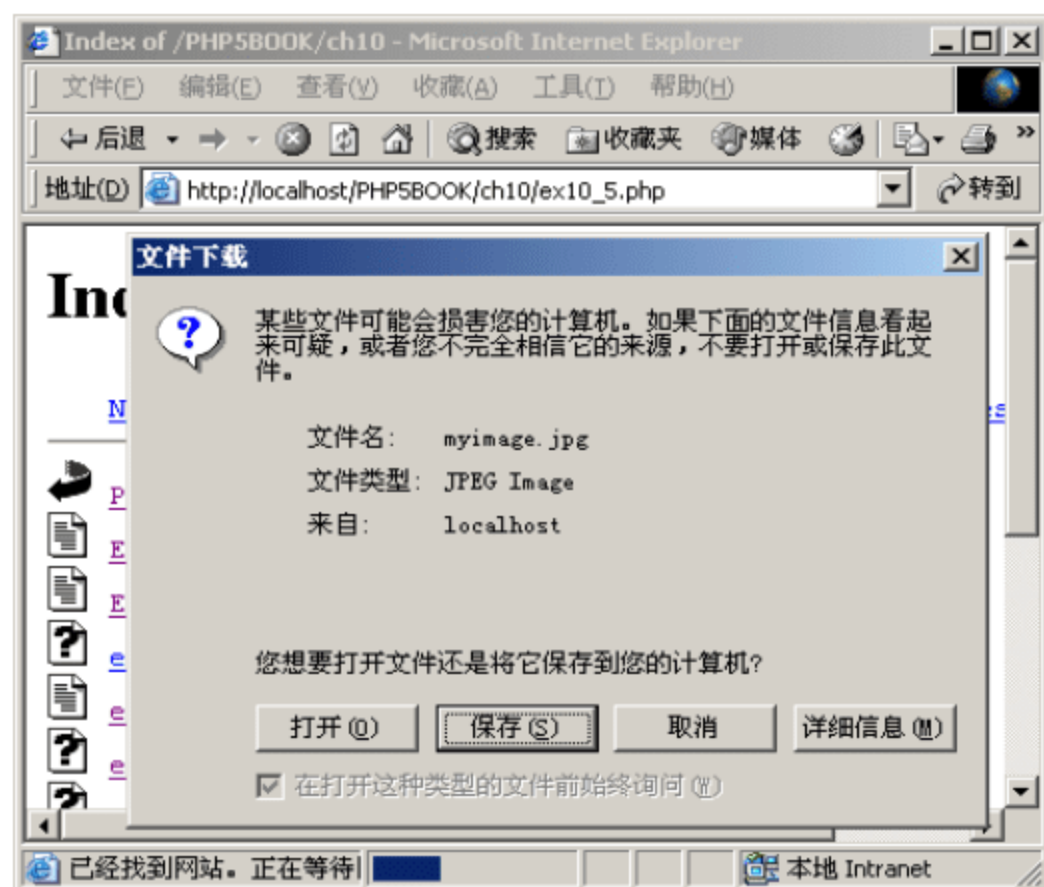 Index of /PHP5BOOK/ch10 - Microsoft Internet Explorer
文件(F) 编辑(E) 查看(V) 收藏(A) 工具(T) 帮助(H)
后退 搜索 收藏夹 媒体 »
地址(D) http://localhost/PHP5BOOK/ch10/ex10_5.php 转到
文件下载
某些文件可能会损害您的计算机。如果下面的文件信息看起
来可疑，或者您不完全相信它的来源，不要打开或保存此文
件。
文件名: myimage.jpg
文件类型: JPEG Image
来自: localhost
您想要打开文件还是将它保存到您的计算机?
打开(O) 保存(S) 取消 详细信息(M)
在打开这种类型的文件前始终询问(W)
已经找到网站。正在等待 本地 Intranet